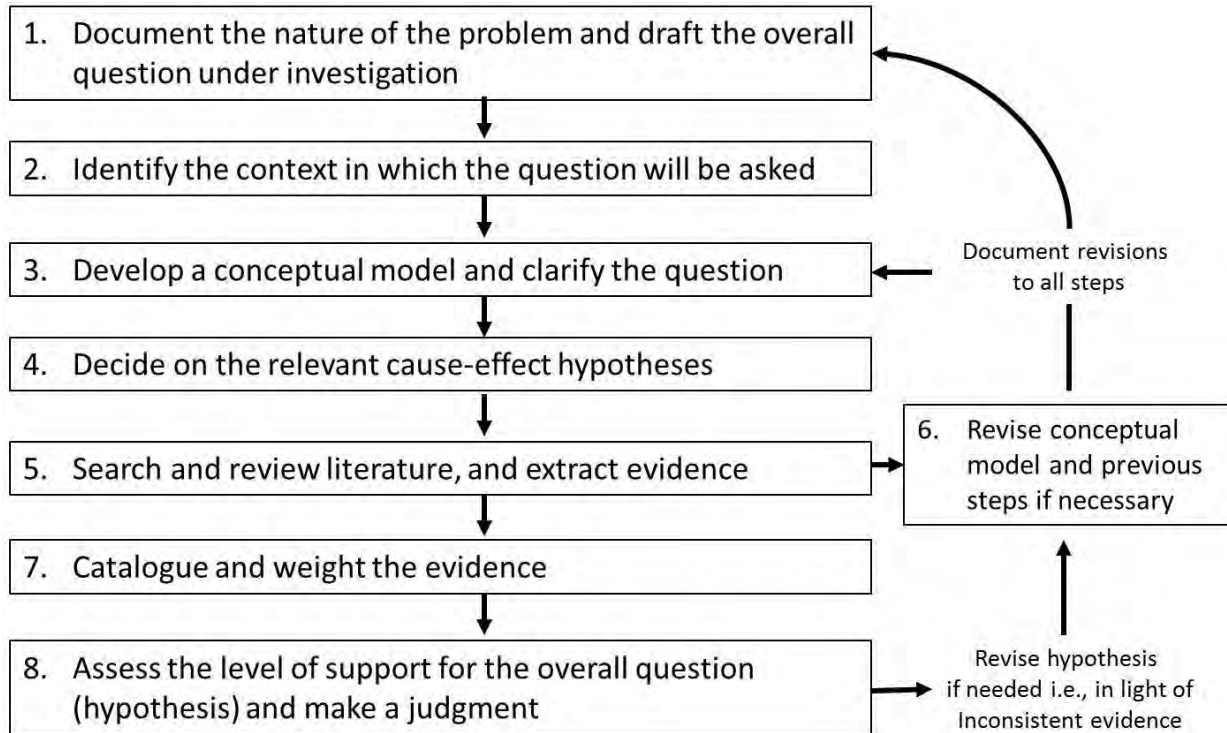 1. Document the nature of the problem and draft the overall
question under investigation
2. Identify the context in which the question will be asked
3. Develop a conceptual model and clarify the question
Document revisions
to all steps
4. Decide on the relevant cause-effect hypotheses
5. Search and review literature, and extract evidence
6. Revise conceptual
model and previous
steps if necessary
7. Catalogue and weight the evidence
8. Assess the level of support for the overall question
(hypothesis) and make a judgment
Revise hypothesis
if needed i.e., in light of
Inconsistent evidence